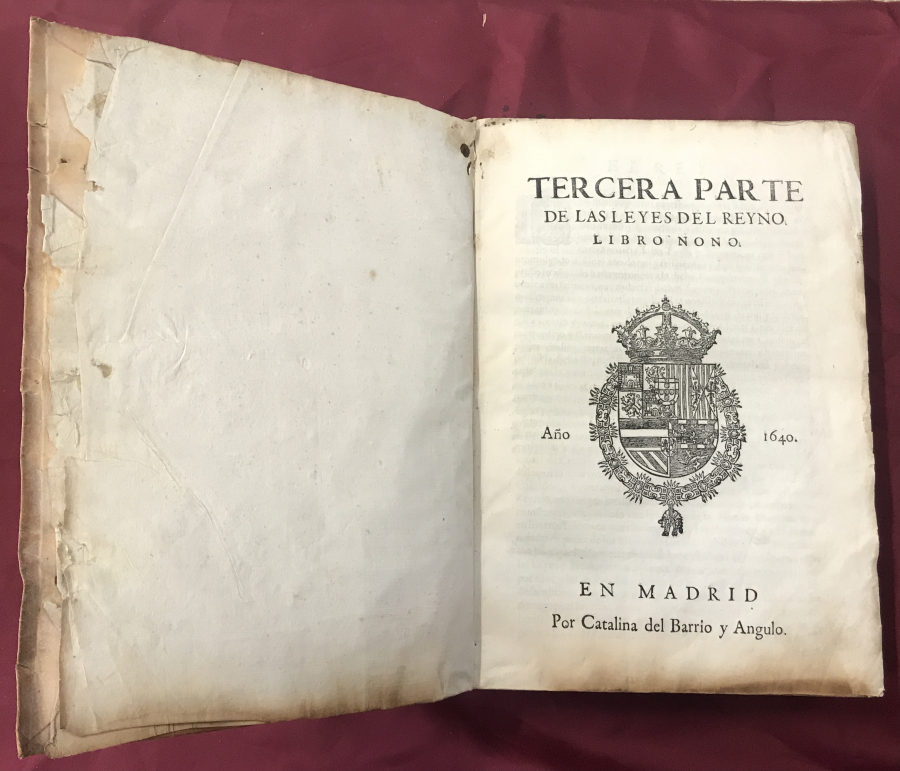 TERCERA PARTE
DE LAS LEYES DEL REYNO.
LIBRO NONO.
Año 1640.
EN MADRID
Por Catalina del Barrio y Angulo.